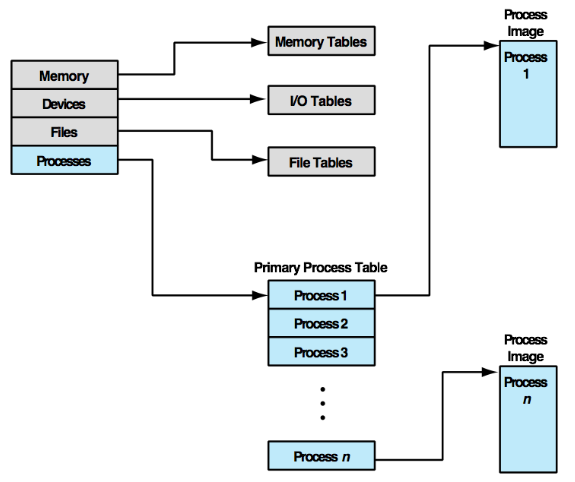 Memory
Devices
Files
Processes
Memory Tables
I/O Tables
File Tables
Primary Process Table
Process 1
Process 2
Process 3
Process n
Process
Image
Process
1
Process
Image
Process
n